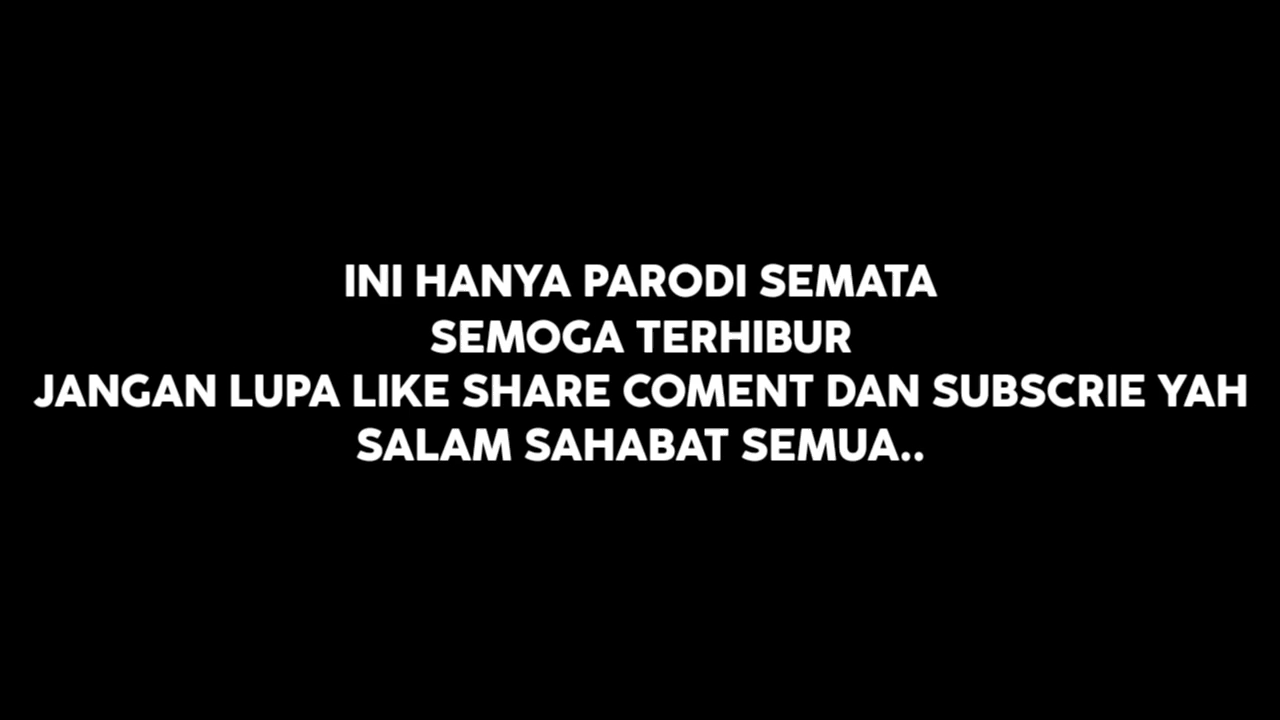 INI HANYA PARODI SEMATA
SEMOGA TERHIBUR
JANGAN LUPA LIKE SHARE COMENT DAN SUBSCRIE YAH
SALAM SAHABAT SEMUA..